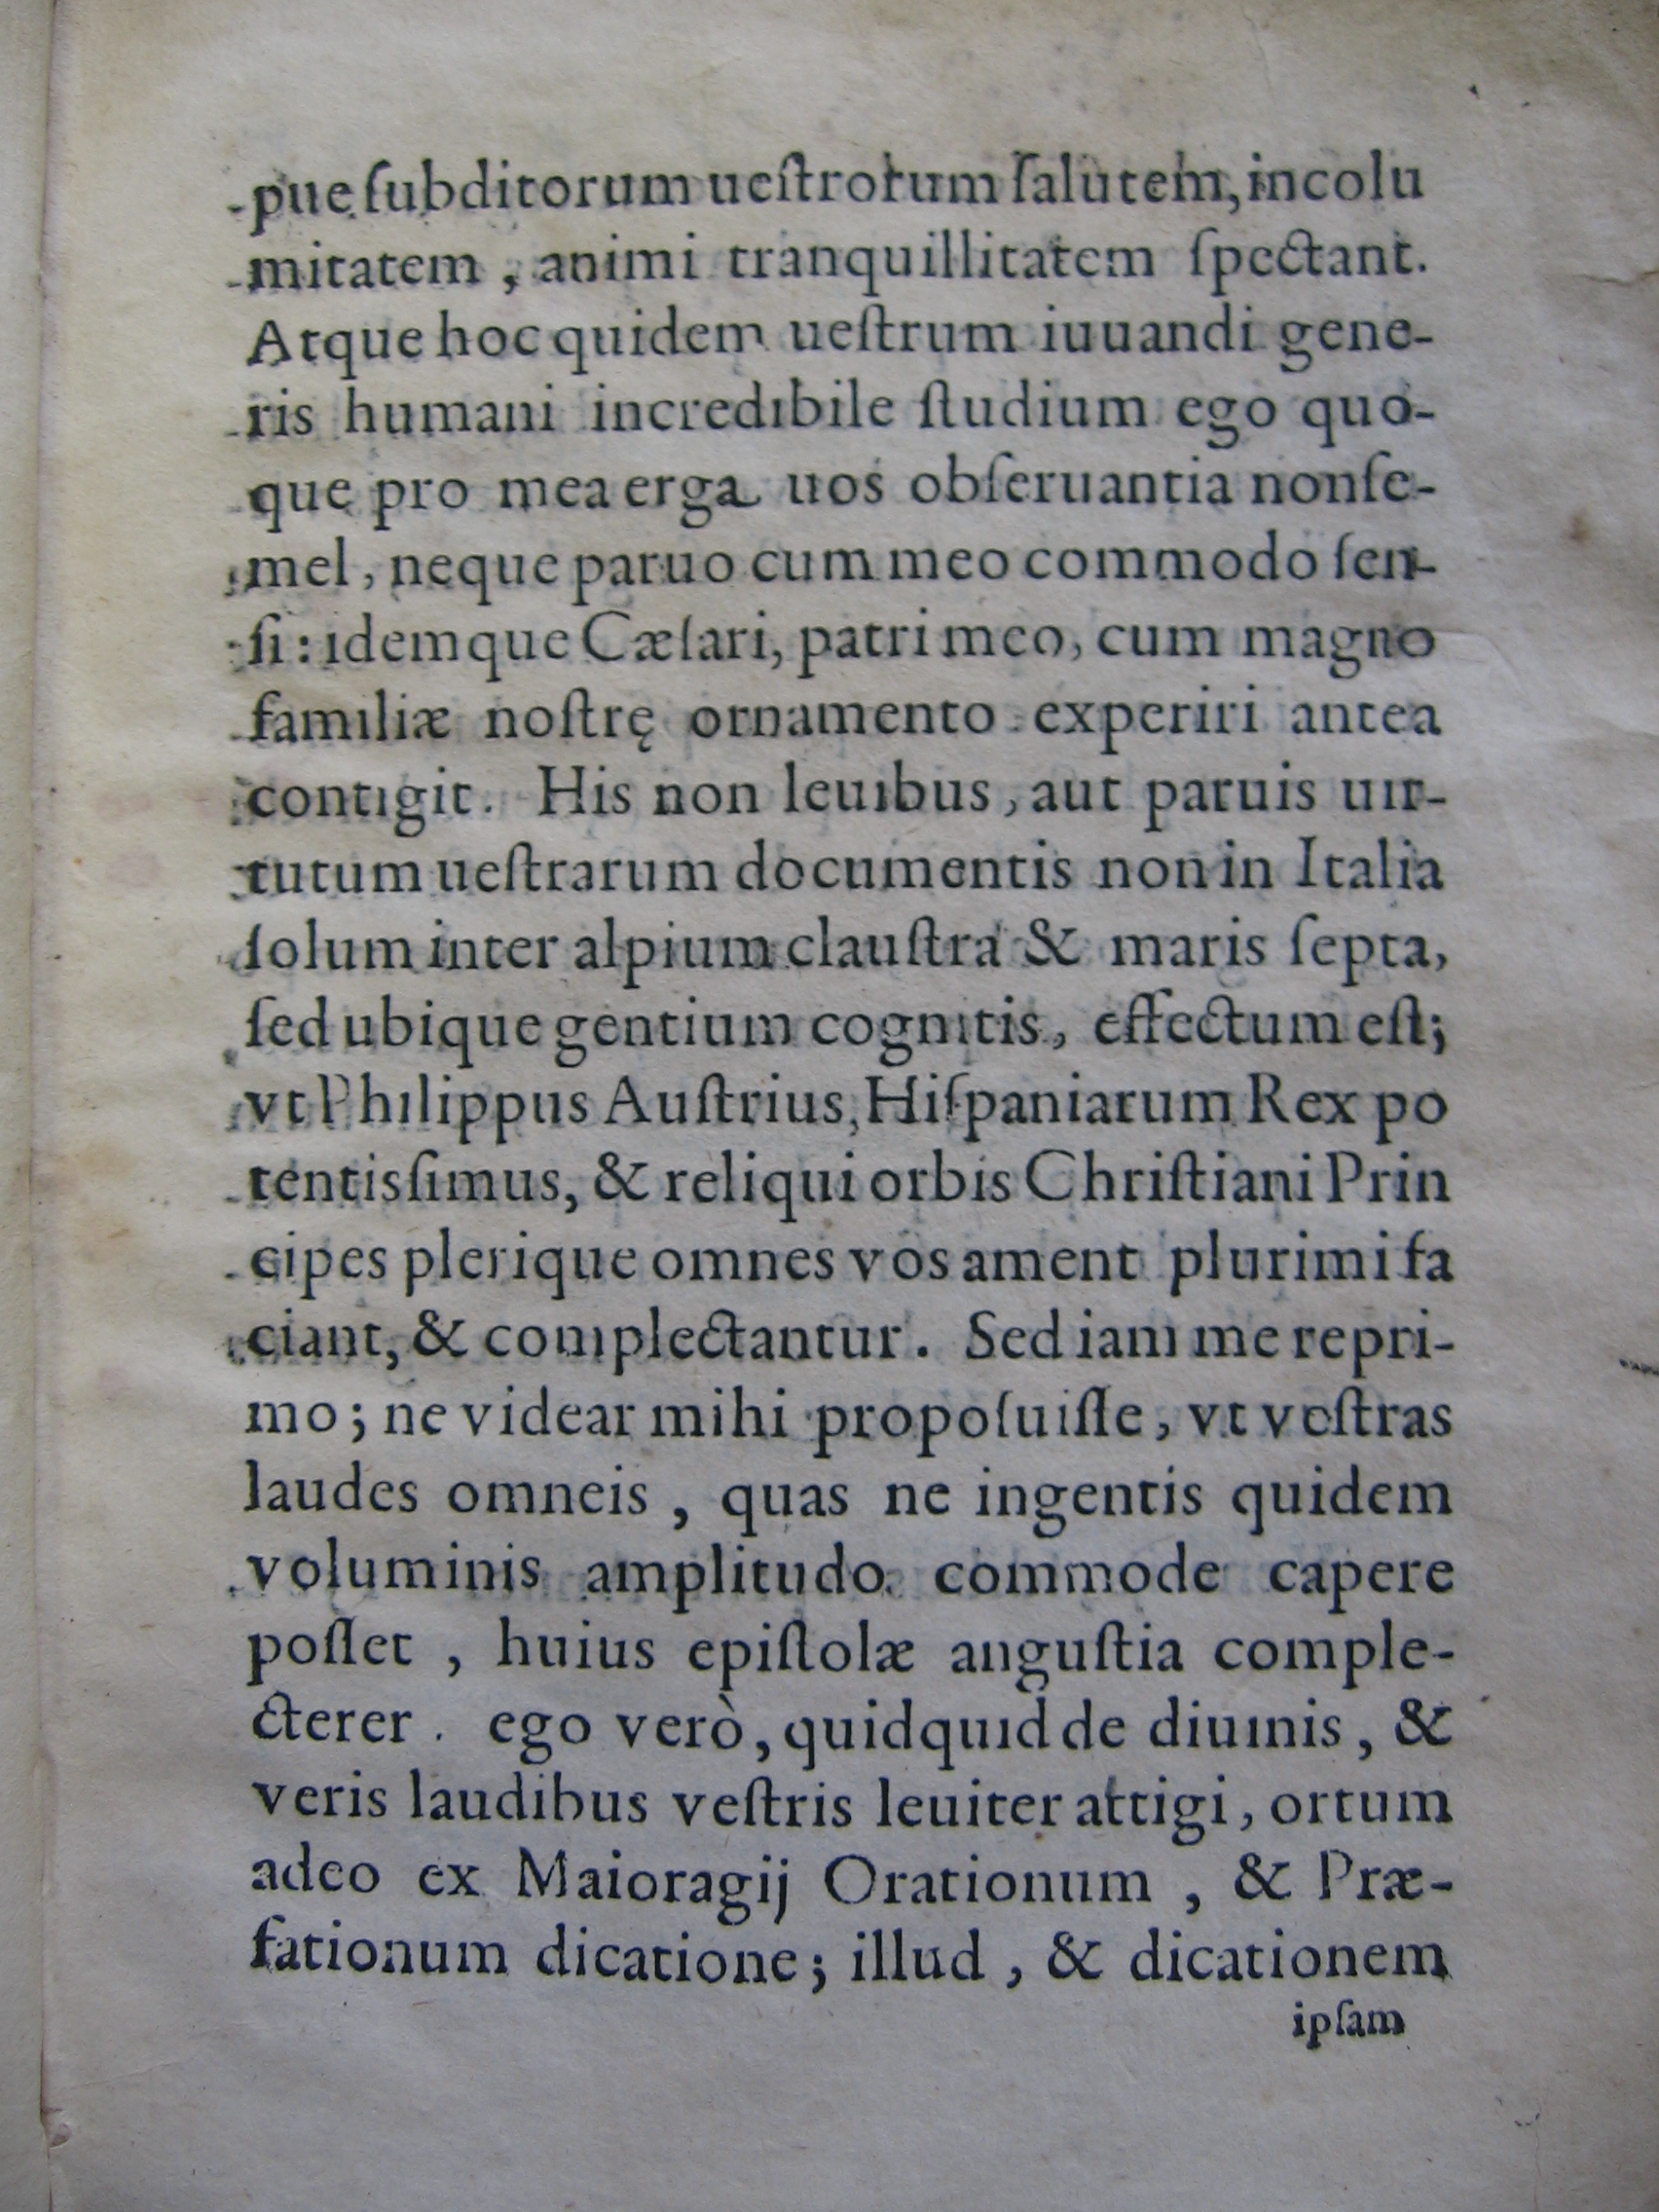 pue ſubditorum ueſtrorum ſalutem, incolu
mitatem, animi tranquillitatem ſpectant.
Atque hoc quidem ueſtrum iuuandi gene-
ris humani incredibile ſtudium ego quo-
que pro mea erga uos obſeruantia non ſe-
mel, neque paruo cum meo commodo ſen-
ſi: idemque Cæſari, patri meo, cum magno
familiæ noſtrę ornamento experiri antea
contigit. His non leuibus, aut paruis uir-
tutum ueſtrarum documentis non in Italia
ſolum inter alpium clauſtra & maris ſepta,
ſed ubique gentium cognitis, effectum eſt;
vt Philippus Auſtrius, Hiſpaniarum Rex po
tentisſimus, & reliqui orbis Chriſtiani Prin
cipes plerique omnes vos ament plurimi fa
ciant, & complectantur. Sed iam me repri-
mo; ne videar mihi propoſuiſſe, vt veſtras
laudes omneis, quas ne ingentis quidem
voluminis amplitudo commode capere
poſſet, huius epiſtolæ anguſtia comple-
cterer. ego verò, quidquid de diuinis, &
veris laudibus veſtris leuiter attigi, ortum
adeo ex Maioragij Orationum, & Præ-
fationum dicatione; illud, & dicationem
ipſam